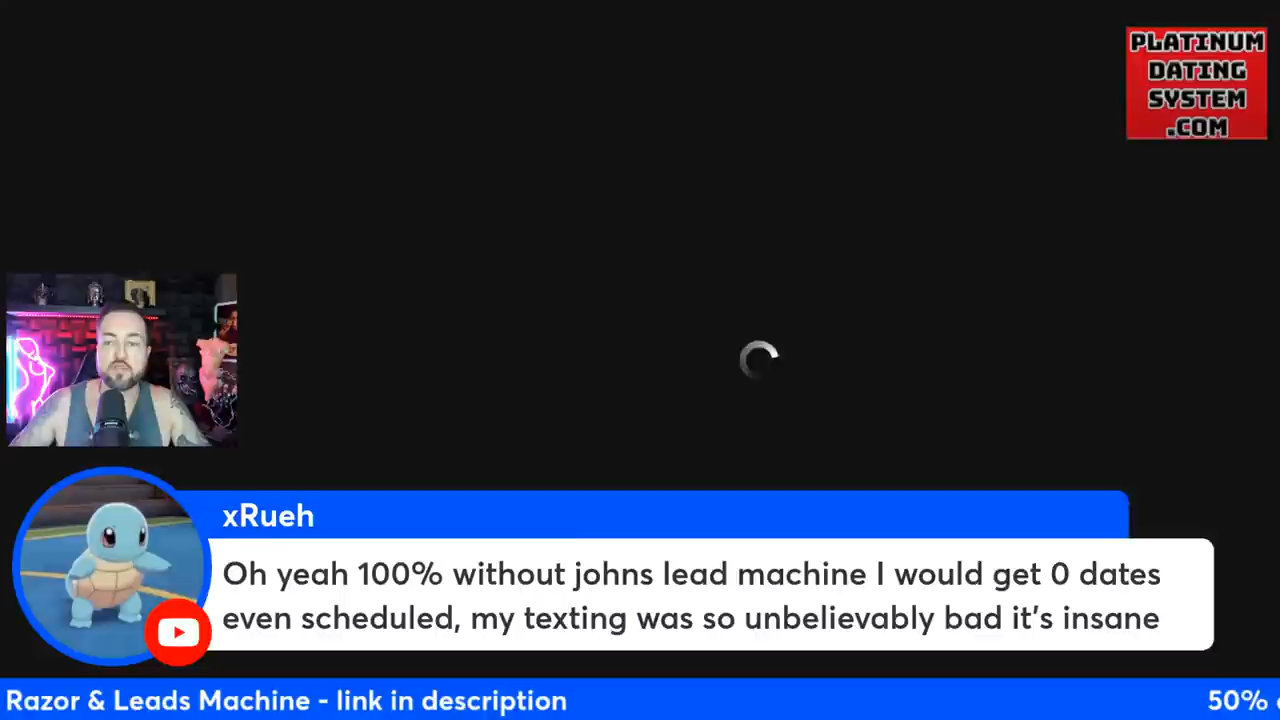 PLATINUM
DATING
SYSTEM
.COM
xRueh
Oh yeah 100% without johns lead machine I would get 0 dates
even scheduled, my texting was so unbelievably bad it's insane
Razor & Leads Machine - link in description
50%